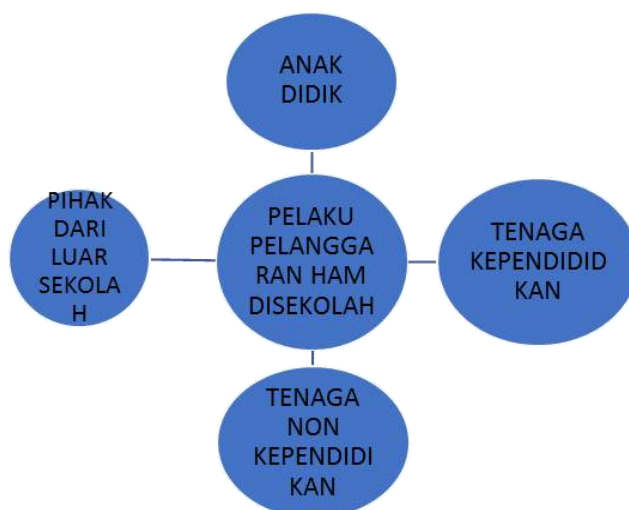 ANAK
DIDIK
PIHAK
DARI
LUAR
SEKOLA
H
PELAKU
PELANGGA
RAN HAM
DISEKOLAH
TENAGA
KEPENDIDID
KAN
TENAGA
NON
KEPENDIDI
KAN